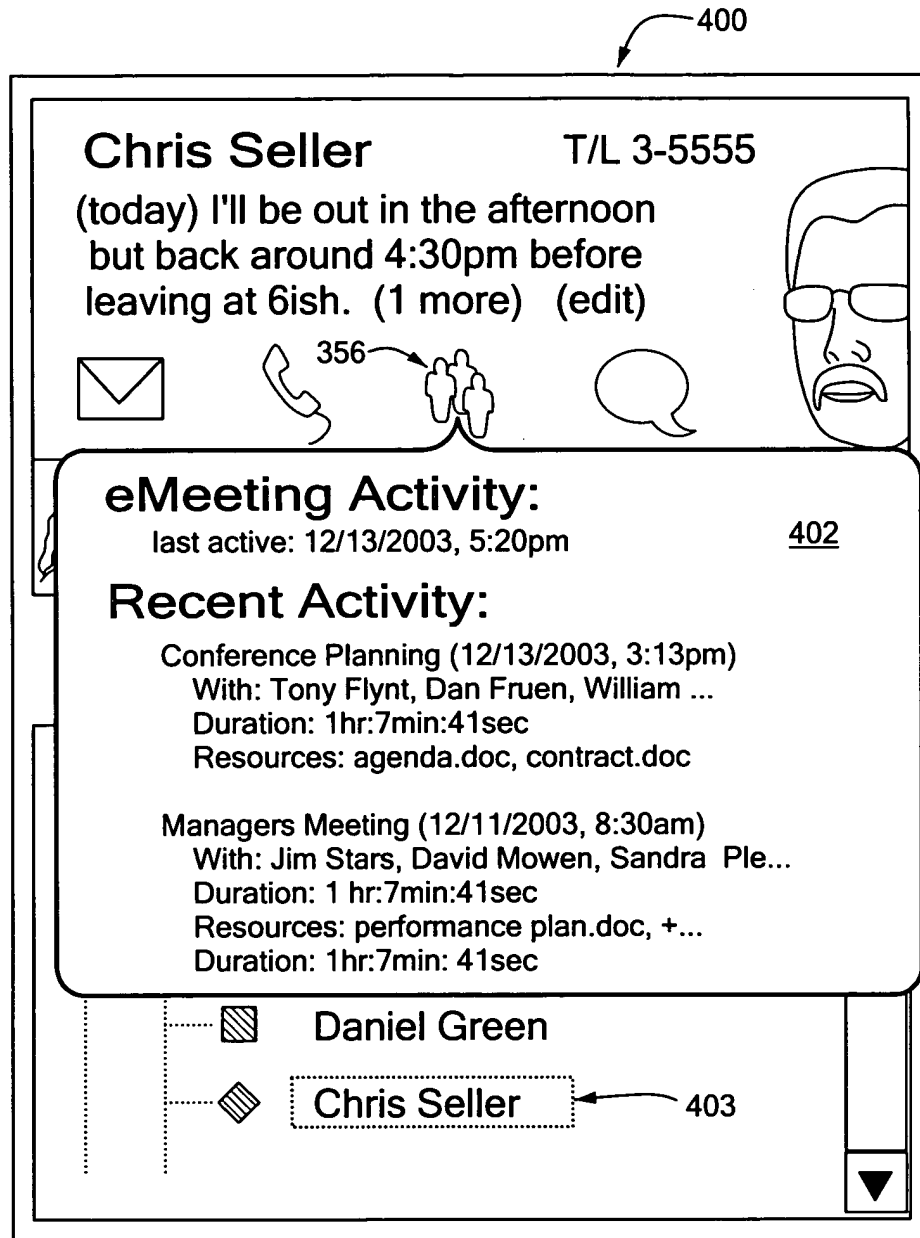 400
Chris Seller T/L 3-5555
(today) I'll be out in the afternoon
but back around 4:30pm before
leaving at 6ish. (1 more) (edit)
356
eMeeting Activity:
last active: 12/13/2003, 5:20pm 402
Recent Activity:
Conference Planning (12/13/2003, 3:13pm)
With: Tony Flynt, Dan Fruen, William ...
Duration: 1hr:7min:41sec
Resources: agenda.doc, contract.doc
Managers Meeting (12/11/2003, 8:30am)
With: Jim Stars, David Mowen, Sandra Ple...
Duration: 1 hr:7min:41sec
Resources: performance plan.doc, +...
Duration: 1hr:7min: 41sec
Daniel Green
Chris Seller 403